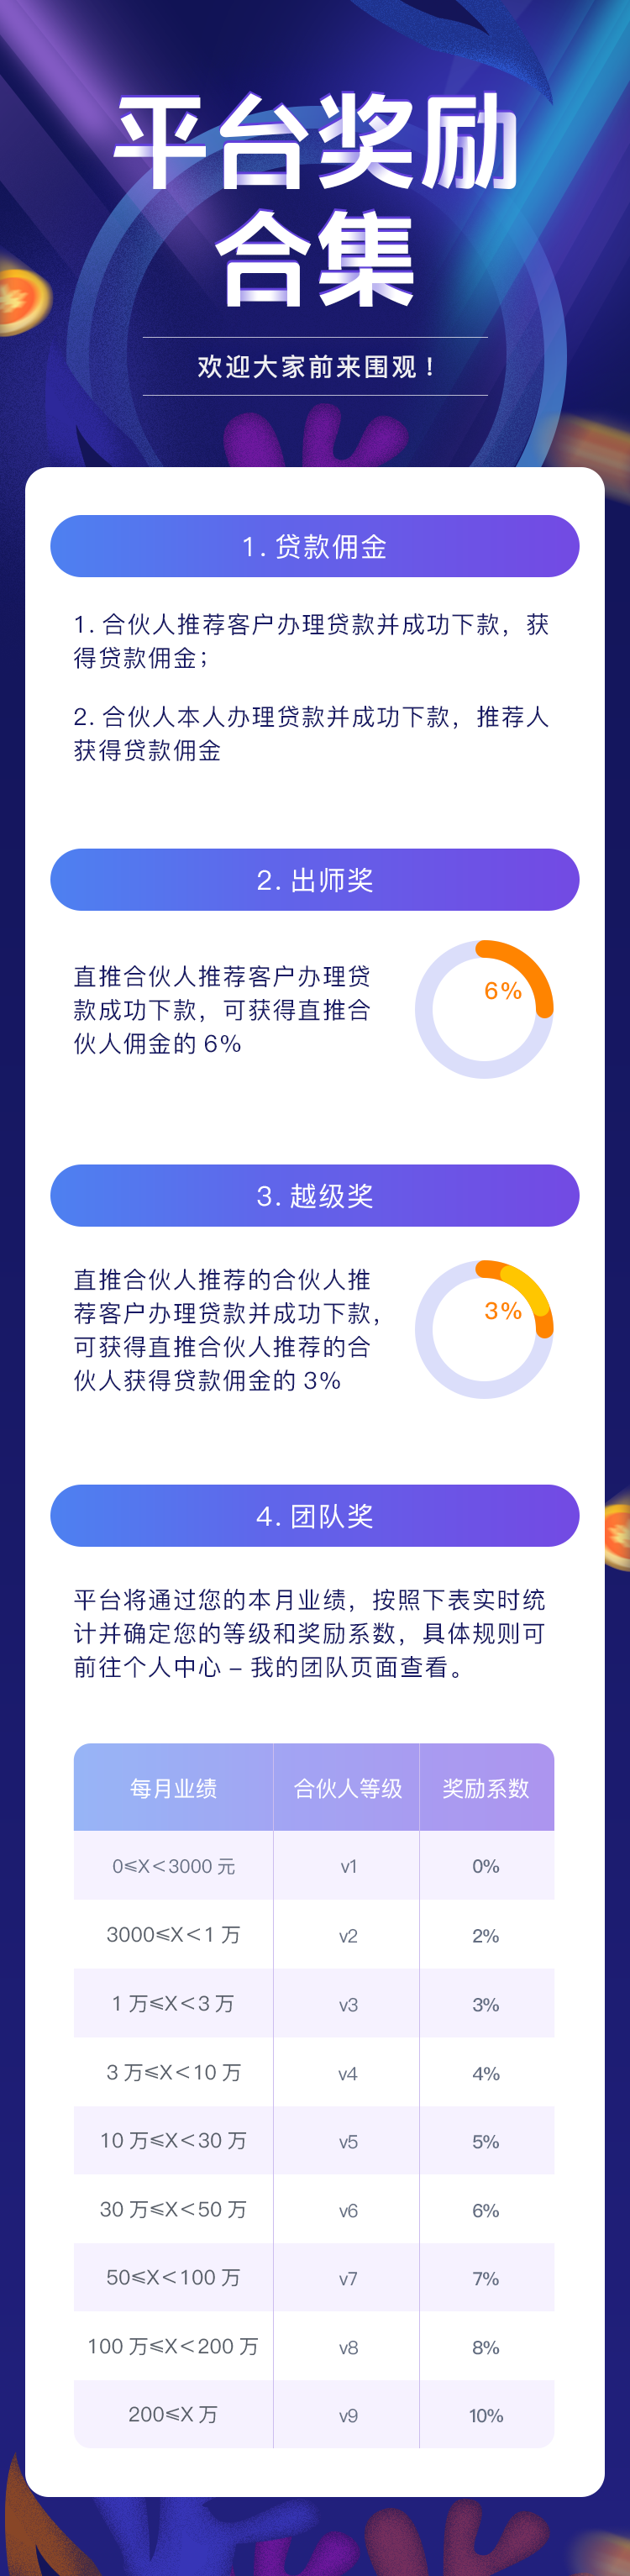 平台奖励
合集
欢迎大家前来围观！
1. 贷款佣金
1. 合伙人推荐客户办理贷款并成功下款，获
得贷款佣金；
2. 合伙人本人办理贷款并成功下款，推荐人
获得贷款佣金
2. 出师奖
直推合伙人推荐客户办理贷
款成功下款，可获得直推合
伙人佣金的 6%
6%
3. 越级奖
直推合伙人推荐的合伙人推
荐客户办理贷款并成功下款，
可获得直推合伙人推荐的合
伙人获得贷款佣金的 3%
3%
4. 团队奖
平台将通过您的本月业绩，按照下表实时统
计并确定您的等级和奖励系数，具体规则可
前往个人中心 – 我的团队页面查看。
每月业绩 合伙人等级 奖励系数
0≤X＜3000 元 v1 0%
3000≤X＜1 万 v2 2%
1 万≤X＜3 万 v3 3%
3 万≤X＜10 万 v4 4%
10 万≤X＜30 万 v5 5%
30 万≤X＜50 万 v6 6%
50≤X＜100 万 v7 7%
100 万≤X＜200 万 v8 8%
200≤X 万 v9 10%